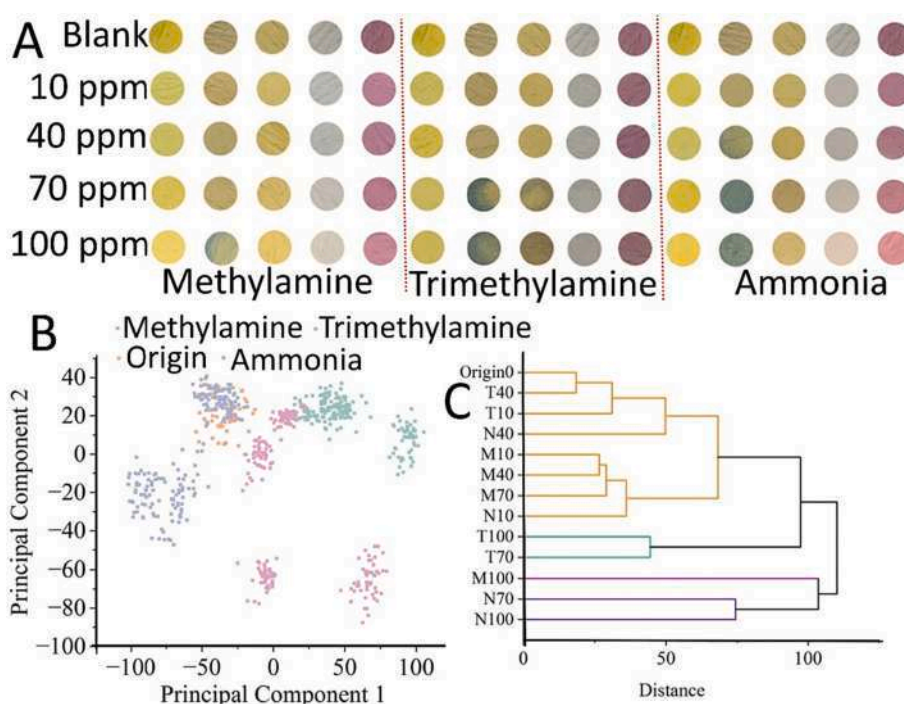 A
Blank
10 ppm
40 ppm
70 ppm
100 ppm
Methylamine
Trimethylamine
Ammonia
B
Methylamine Trimethylamine
Origin Ammonia
Principal Component 2
40
20
0
−20
−40
−60
−80
−100
−100 −50 0 50 100
Principal Component 1
C
Origin0
T40
T10
N40
M10
M40
M70
N10
T100
T70
M100
N70
N100
0 50 100
Distance